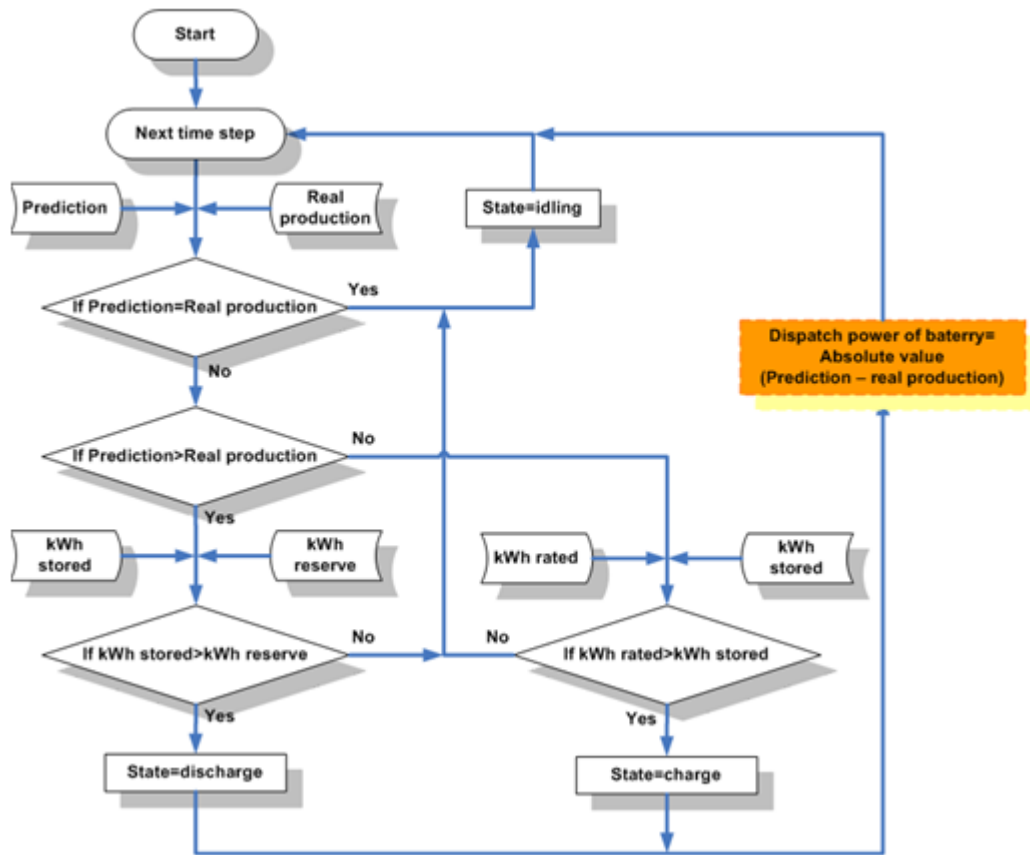 Start
Next time step
Prediction
Real
production
State=idling
If Prediction=Real production
Yes
No
Dispatch power of baterry=
Absolute value
(Prediction – real production)
If Prediction>Real production
No
Yes
kWh
stored
kWh
reserve
kWh rated
kWh
stored
If kWh stored>kWh reserve
No
No
If kWh rated>kWh stored
Yes
Yes
State=discharge
State=charge